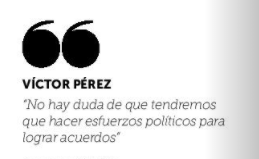 VÍCTOR PÉREZ
"No hay duda de que tendremos
que hacer esfuerzos políticos para
lograr acuerdos"